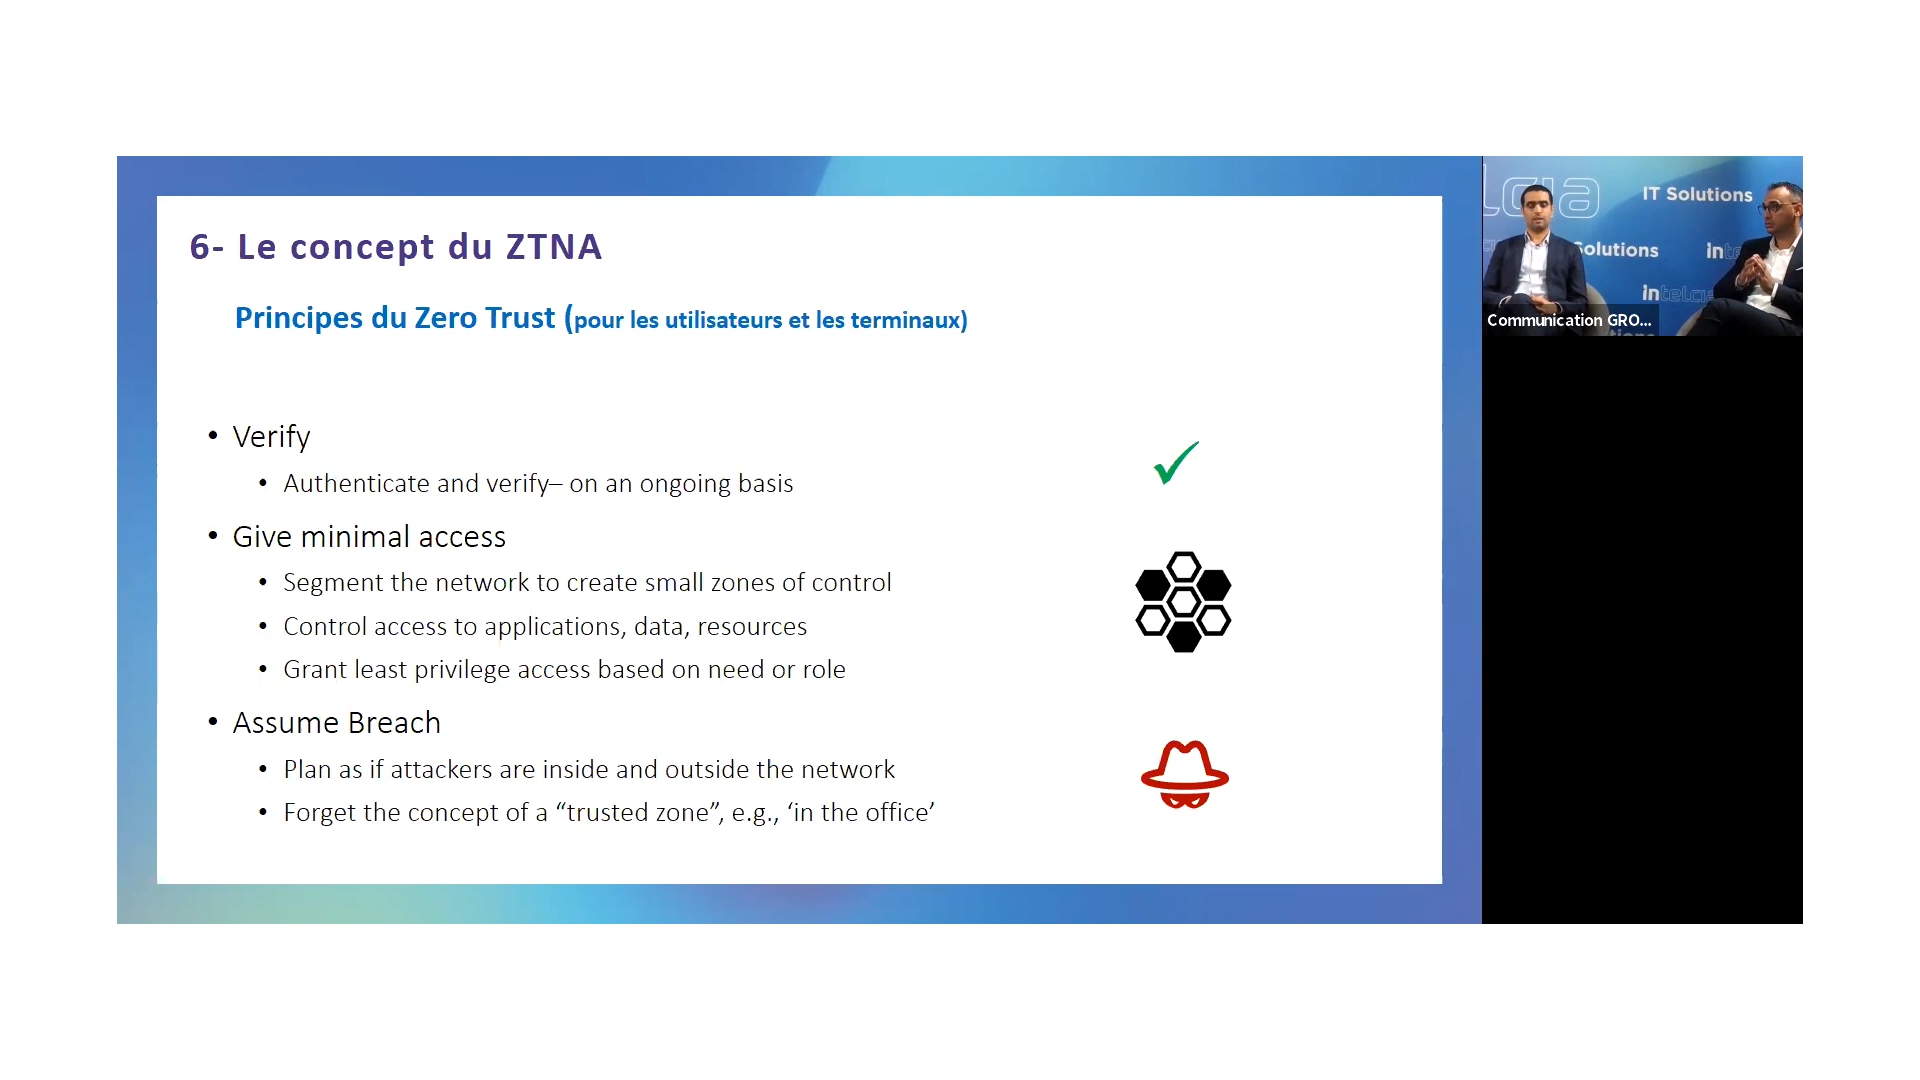 6- Le concept du ZTNA
Principes du Zero Trust (pour les utilisateurs et les terminaux)
• Verify
• Authenticate and verify– on an ongoing basis
• Give minimal access
• Segment the network to create small zones of control
• Control access to applications, data, resources
• Grant least privilege access based on need or role
• Assume Breach
• Plan as if attackers are inside and outside the network
• Forget the concept of a “trusted zone”, e.g., ‘in the office’
elcia IT Solutions
Solutions
intelcia
Communication GRO...